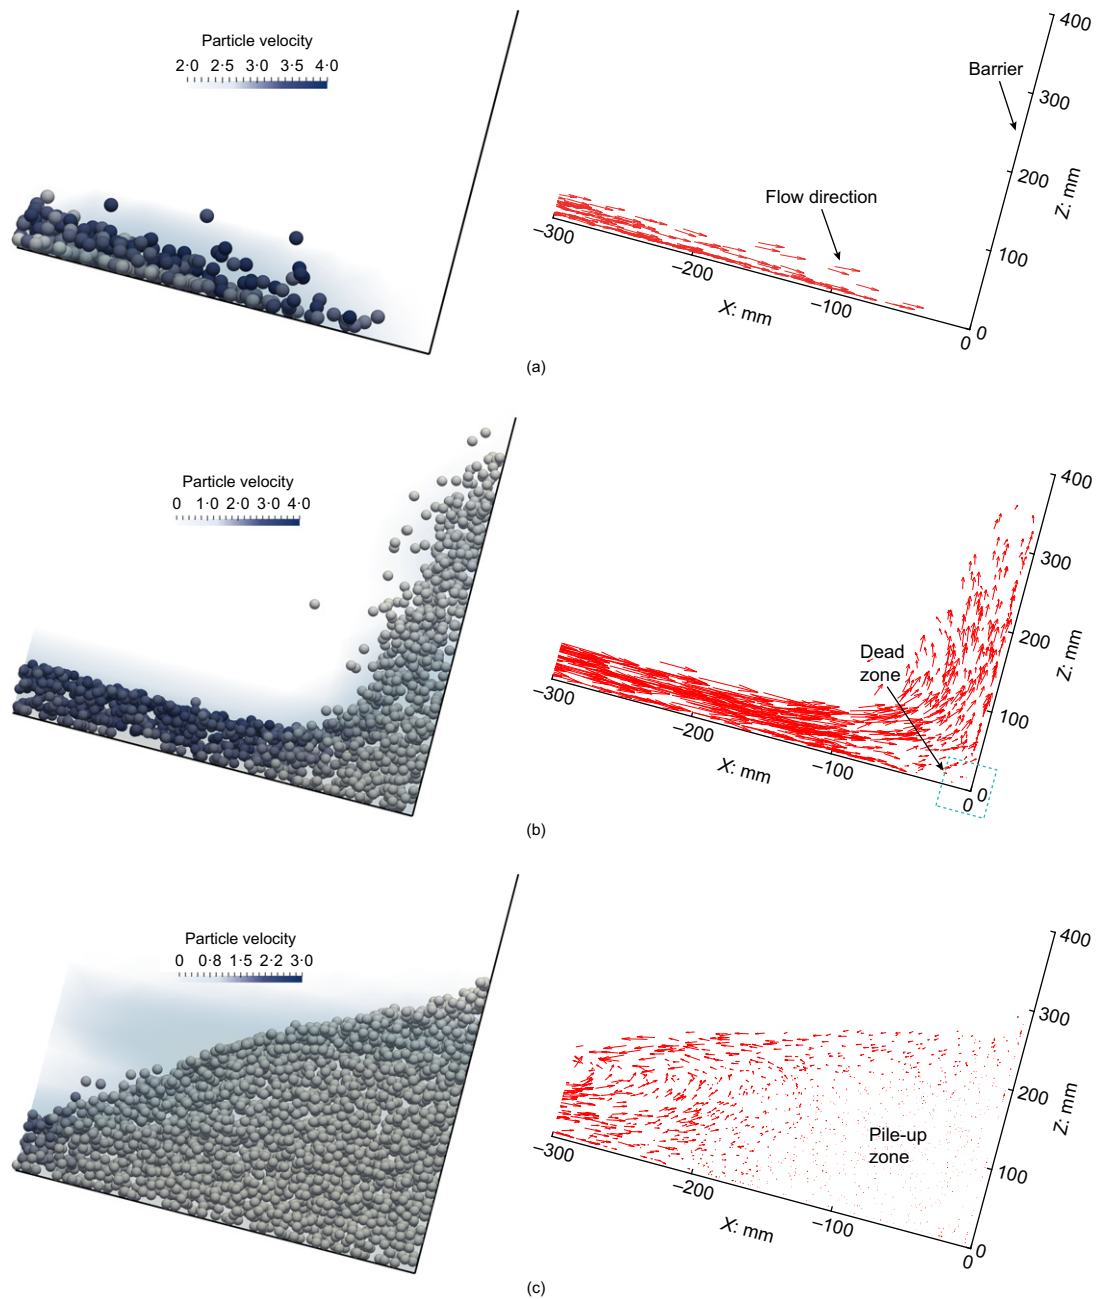 Particle velocity
2·0 2·5 3·0 3·5 4·0
400
Barrier
300
200
Z: mm
Flow direction
100
–300
–200
–100
X: mm
0
0
(a)
Particle velocity
0 1·0 2·0 3·0 4·0
400
300
200
Z: mm
Dead
zone
100
–300
–200
–100
X: mm
0
0
(b)
Particle velocity
0 0·8 1·5 2·2 3·0
400
300
200
Z: mm
Pile-up
zone
100
–300
–200
–100
X: mm
0
0
(c)